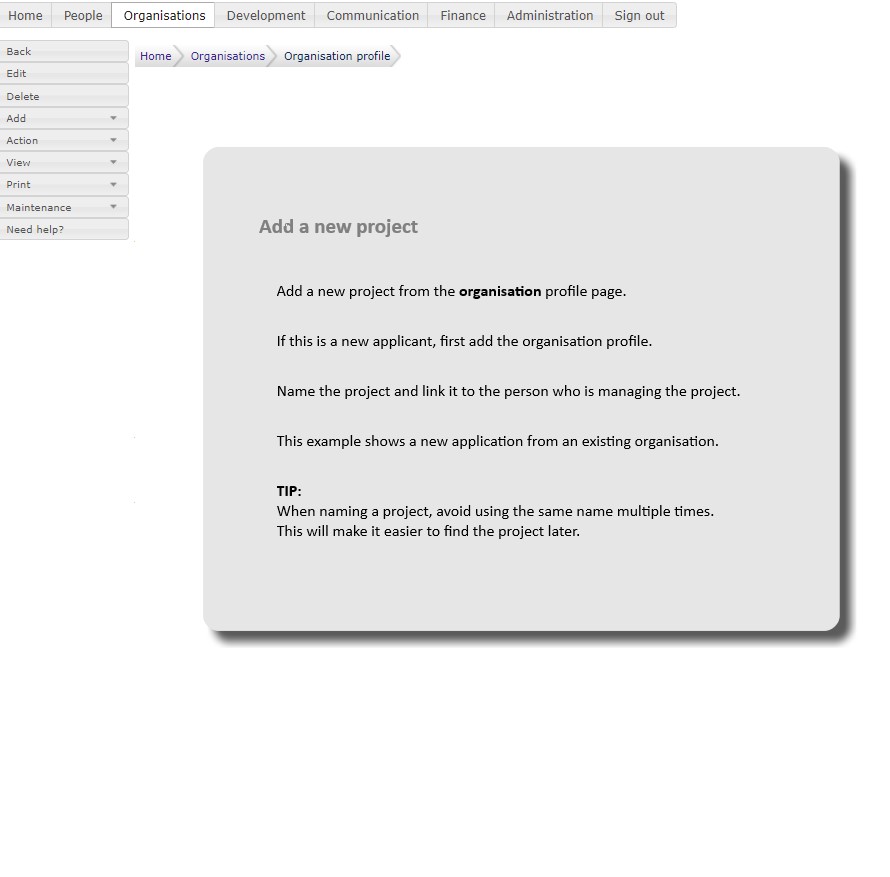 Home People Organisations Development Communication Finance Administration Sign out
Back
Edit
Delete
Add
Action
View
Print
Maintenance
Need help?
Home Organisations Organisation profile
Add a new project
Add a new project from the organisation profile page.
If this is a new applicant, first add the organisation profile.
Name the project and link it to the person who is managing the project.
This example shows a new application from an existing organisation.
TIP:
When naming a project, avoid using the same name multiple times.
This will make it easier to find the project later.